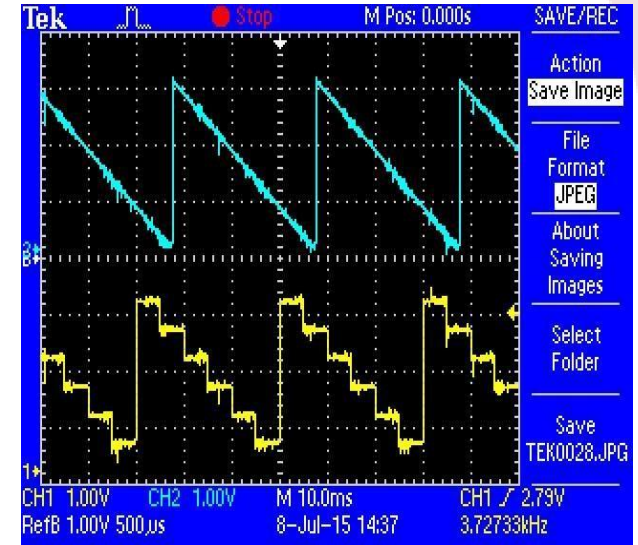 Tek Stop M Pos: 0.000s SAVE/REC
Action
Save Image
File
Format
JPEG
About
Saving
Images
Select
Folder
Save
TEK0028.JPG
1
CH1 1.00V CH2 1.00V M 10.0ms CH1 / 2.79V
RefB 1.00V 500µs 8-Jul-15 14:37 3.72733kHz